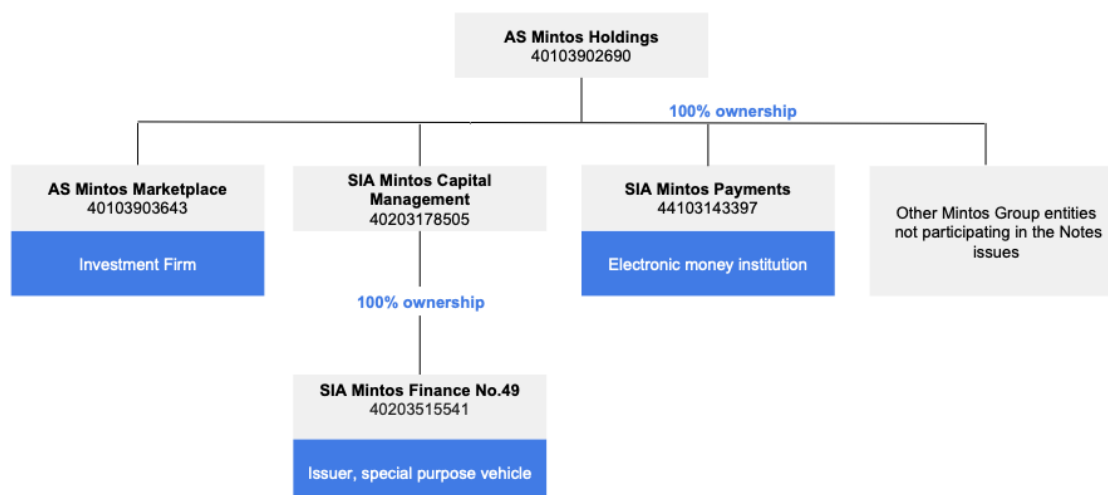 AS Mintos Holdings
40103902690
100% ownership
AS Mintos Marketplace
40103903643
Investment Firm
SIA Mintos Capital
Management
40203178505
SIA Mintos Payments
44103143397
Electronic money institution
Other Mintos Group entities
not participating in the Notes
issues
100% ownership
SIA Mintos Finance No.49
40203515541
Issuer, special purpose vehicle